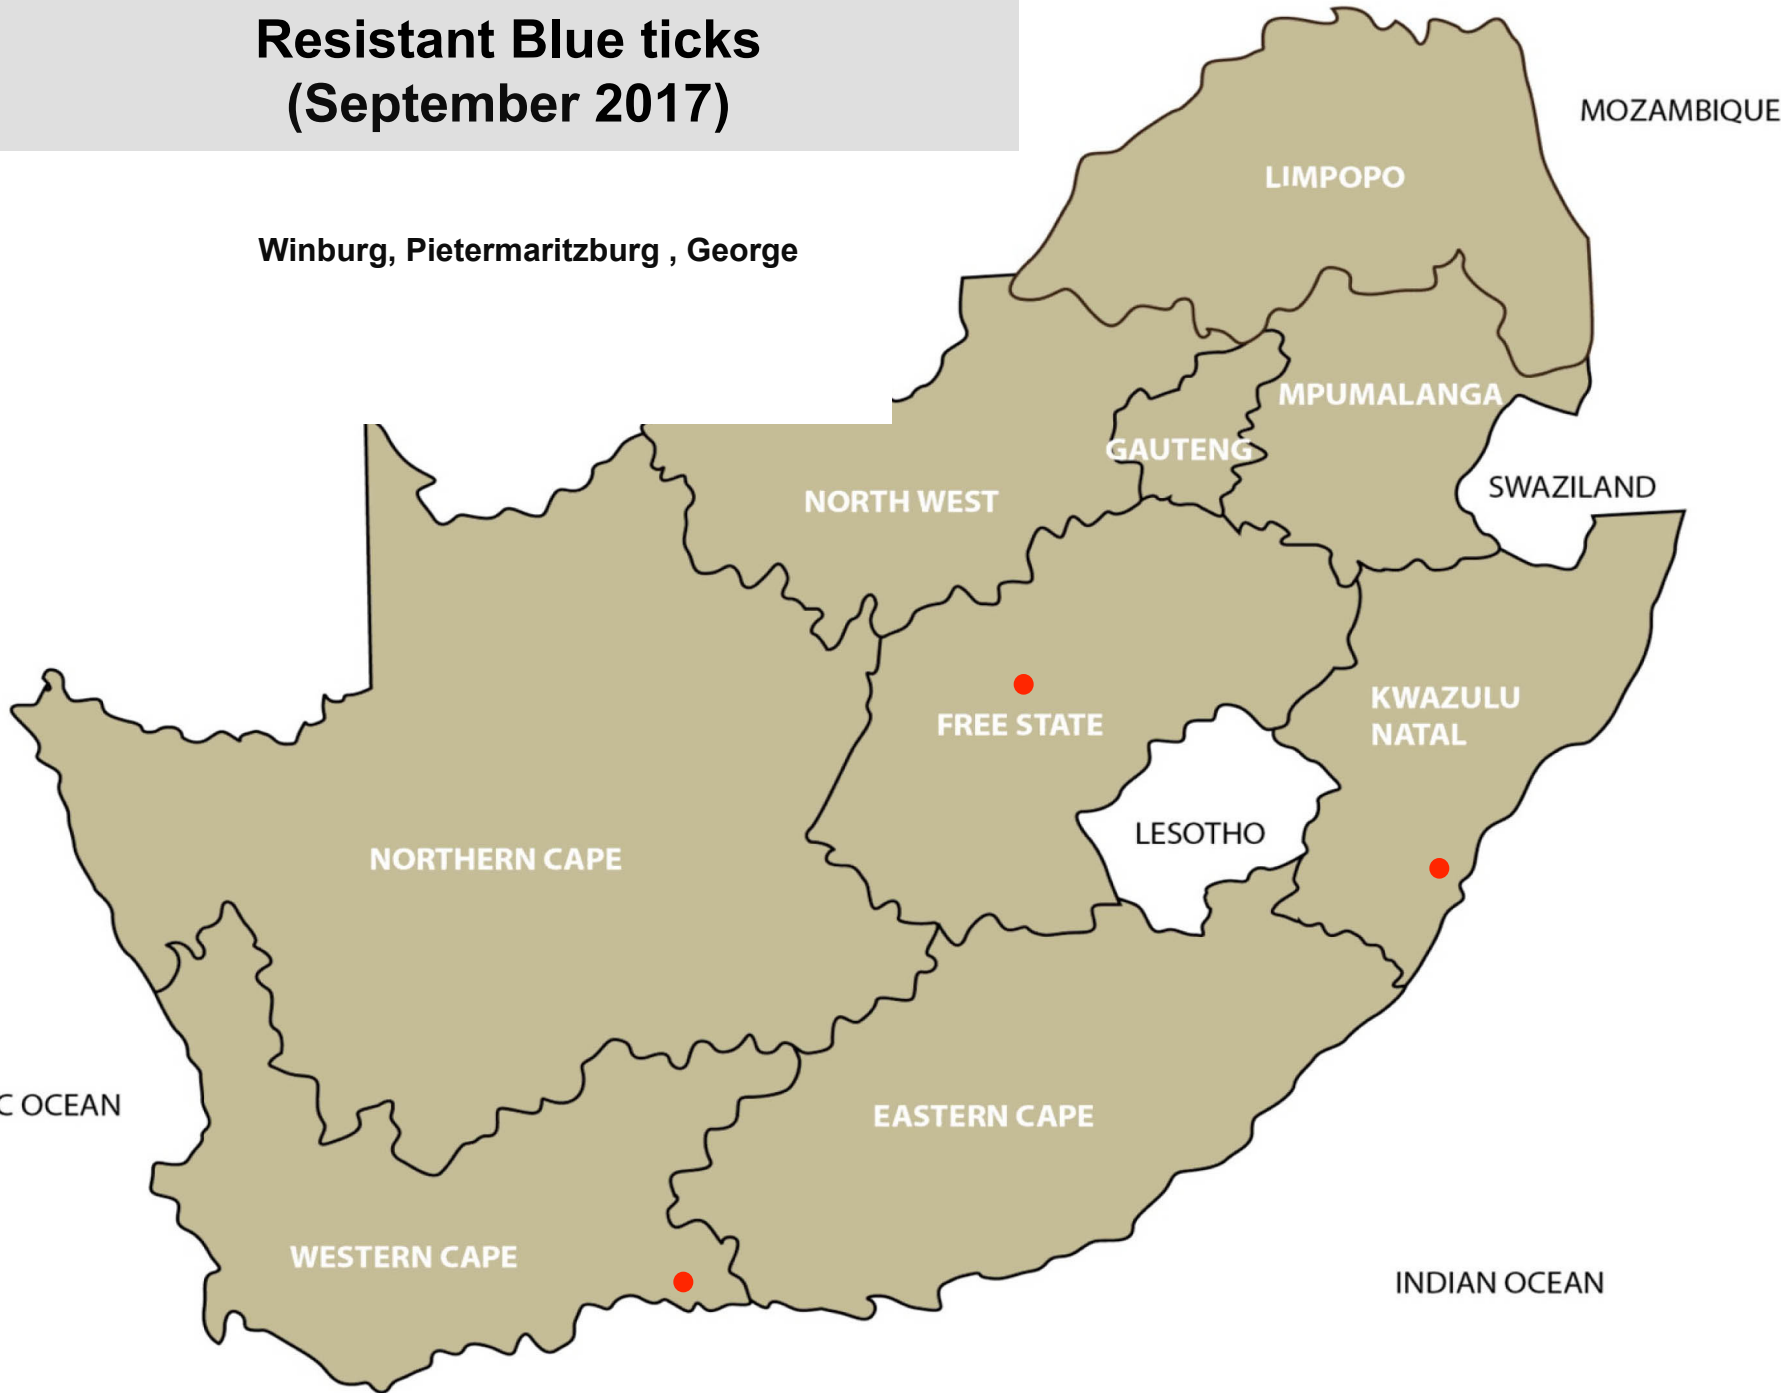 Resistant Blue ticks
(September 2017)
MOZAMBIQUE
LIMPOPO
Winburg, Pietermaritzburg , George
MPUMALANGA
GAUTENG
SWAZILAND
NORTH WEST
KWAZULU
NATAL
FREE STATE
LESOTHO
NORTHERN CAPE
C OCEAN
EASTERN CAPE
WESTERN CAPE
INDIAN OCEAN